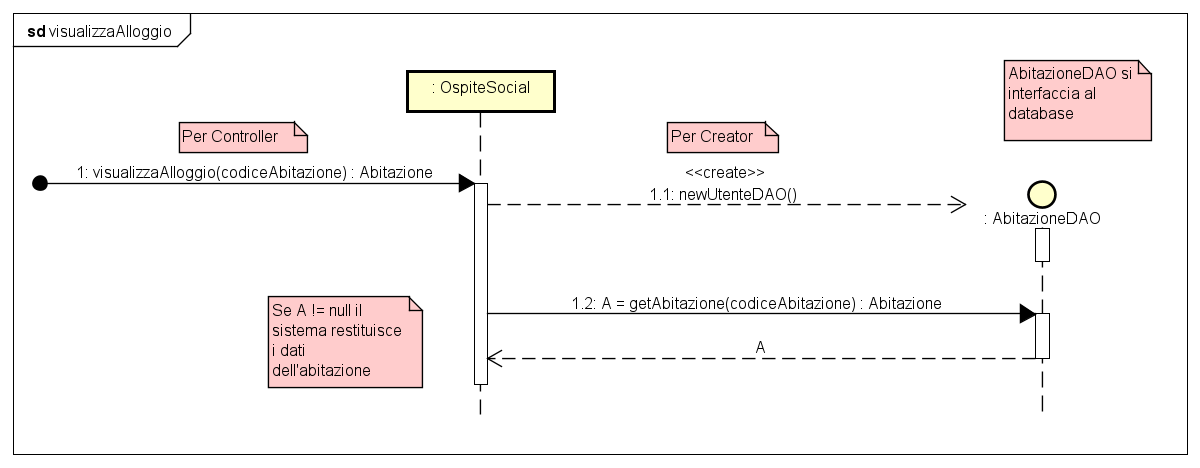 sd visualizzaAlloggio
: OspiteSocial
AbitazioneDAO si
interfaccia al
database
Per Controller
Per Creator
1: visualizzaAlloggio(codiceAbitazione) : Abitazione
<<create>>
1.1: newUtenteDAO()
: AbitazioneDAO
Se A != null il
sistema restituisce
i dati
dell'abitazione
1.2: A = getAbitazione(codiceAbitazione) : Abitazione
A